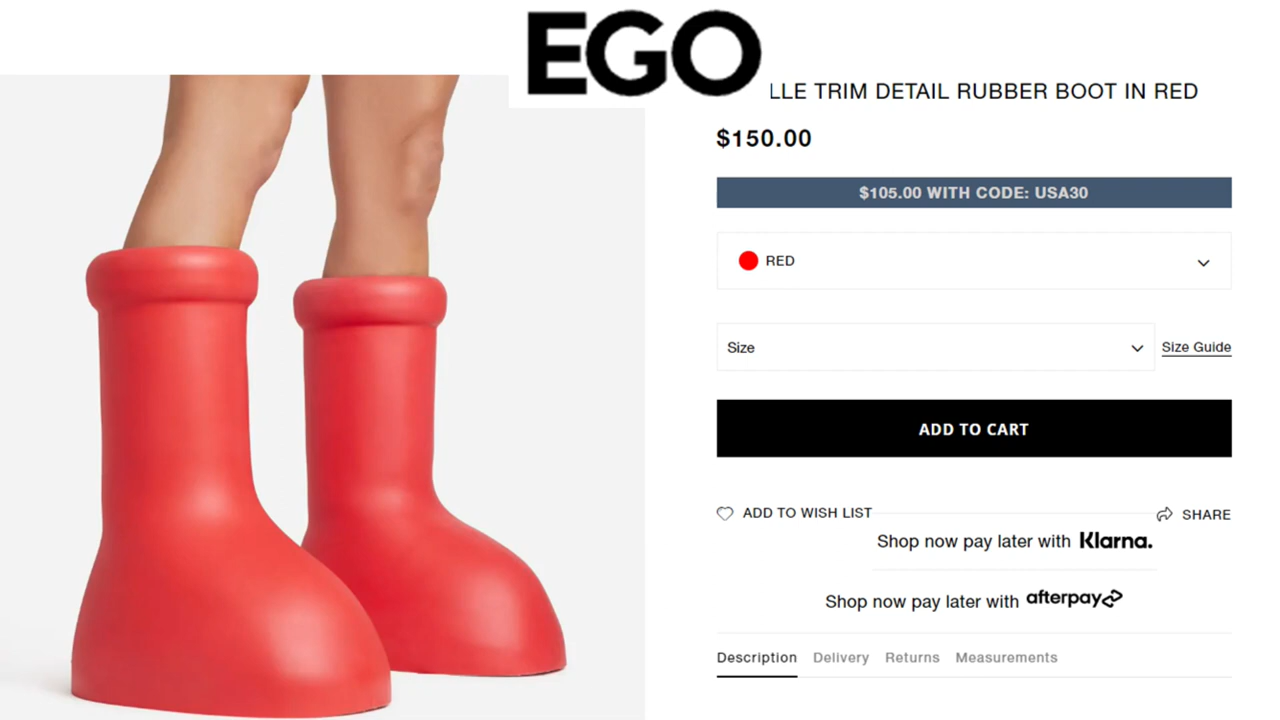 EGO
LLE TRIM DETAIL RUBBER BOOT IN RED
$150.00
$105.00 WITH CODE: USA30
RED
Size
Size Guide
ADD TO CART
ADD TO WISH LIST
SHARE
Shop now pay later with Klarna.
Shop now pay later with afterpay
Description Delivery Returns Measurements